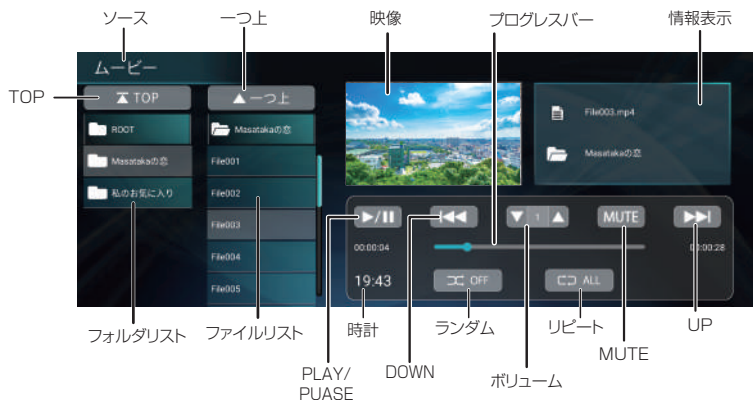 ソース
一つ上
映像
プログレスバー
情報表示
ムービー
TOP
TOP
一つ上
ROOT
Masatakaの恋
私のお気に入り
Masatakaの恋
File001
File002
File003
File004
File005
File003.mp4
Masatakaの恋
1
MUTE
00:00:04
00:00:28
19:43
OFF
ALL
フォルダリスト
ファイルリスト
時計
ランダム
リピート
UP
PLAY/
PUASE
DOWN
ボリューム
MUTE